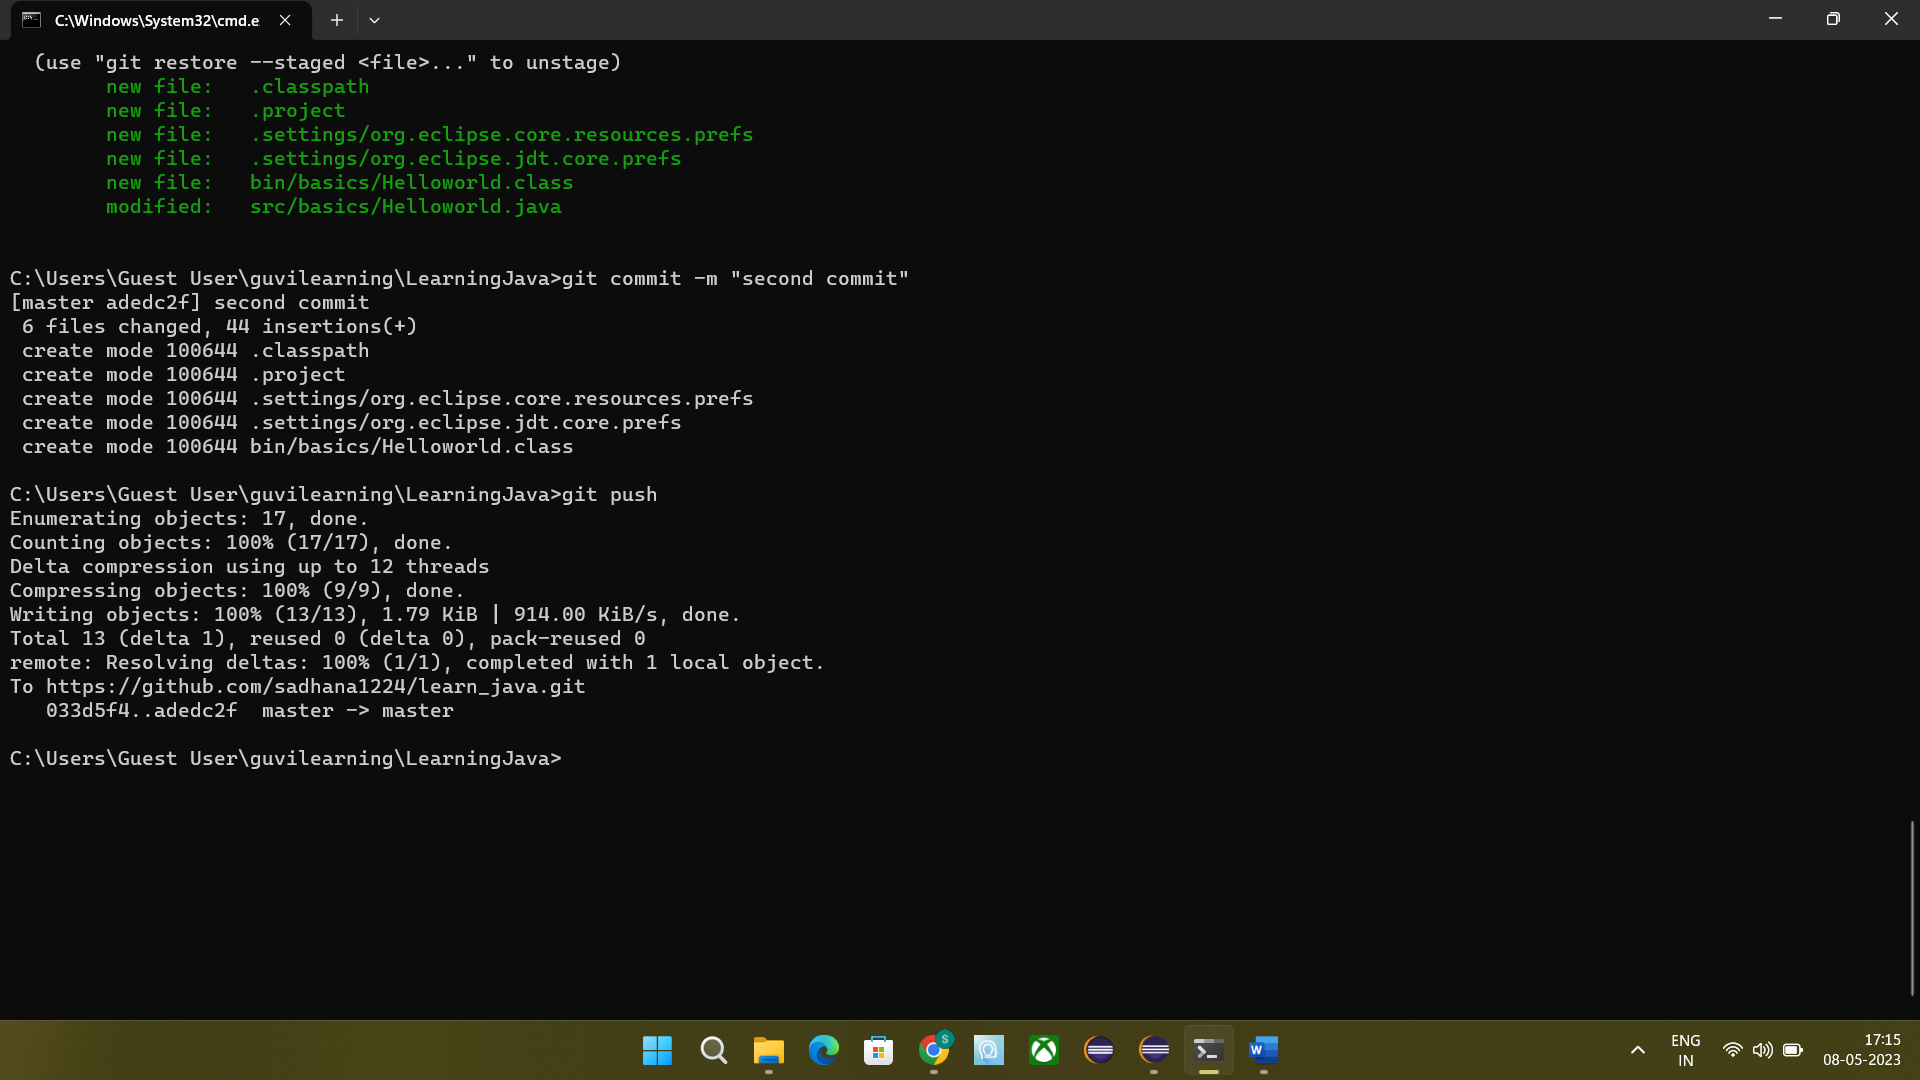 C:\Windows\System32\cmd.e
(use "git restore --staged <file>..." to unstage)
new file:   .classpath
new file:   .project
new file:   .settings/org.eclipse.core.resources.prefs
new file:   .settings/org.eclipse.jdt.core.prefs
new file:   bin/basics/Helloworld.class
modified:   src/basics/Helloworld.java
C:\Users\Guest User\guvilearning\LearningJava>git commit -m "second commit"
[master adedc2f] second commit
6 files changed, 44 insertions(+)
create mode 100644 .classpath
create mode 100644 .project
create mode 100644 .settings/org.eclipse.core.resources.prefs
create mode 100644 .settings/org.eclipse.jdt.core.prefs
create mode 100644 bin/basics/Helloworld.class
C:\Users\Guest User\guvilearning\LearningJava>git push
Enumerating objects: 17, done.
Counting objects: 100% (17/17), done.
Delta compression using up to 12 threads
Compressing objects: 100% (9/9), done.
Writing objects: 100% (13/13), 1.79 KiB | 914.00 KiB/s, done.
Total 13 (delta 1), reused 0 (delta 0), pack-reused 0
remote: Resolving deltas: 100% (1/1), completed with 1 local object.
To https://github.com/sadhana1224/learn_java.git
033d5f4..adedc2f  master -> master
C:\Users\Guest User\guvilearning\LearningJava>
S
W
ENG
IN
17:15
08-05-2023